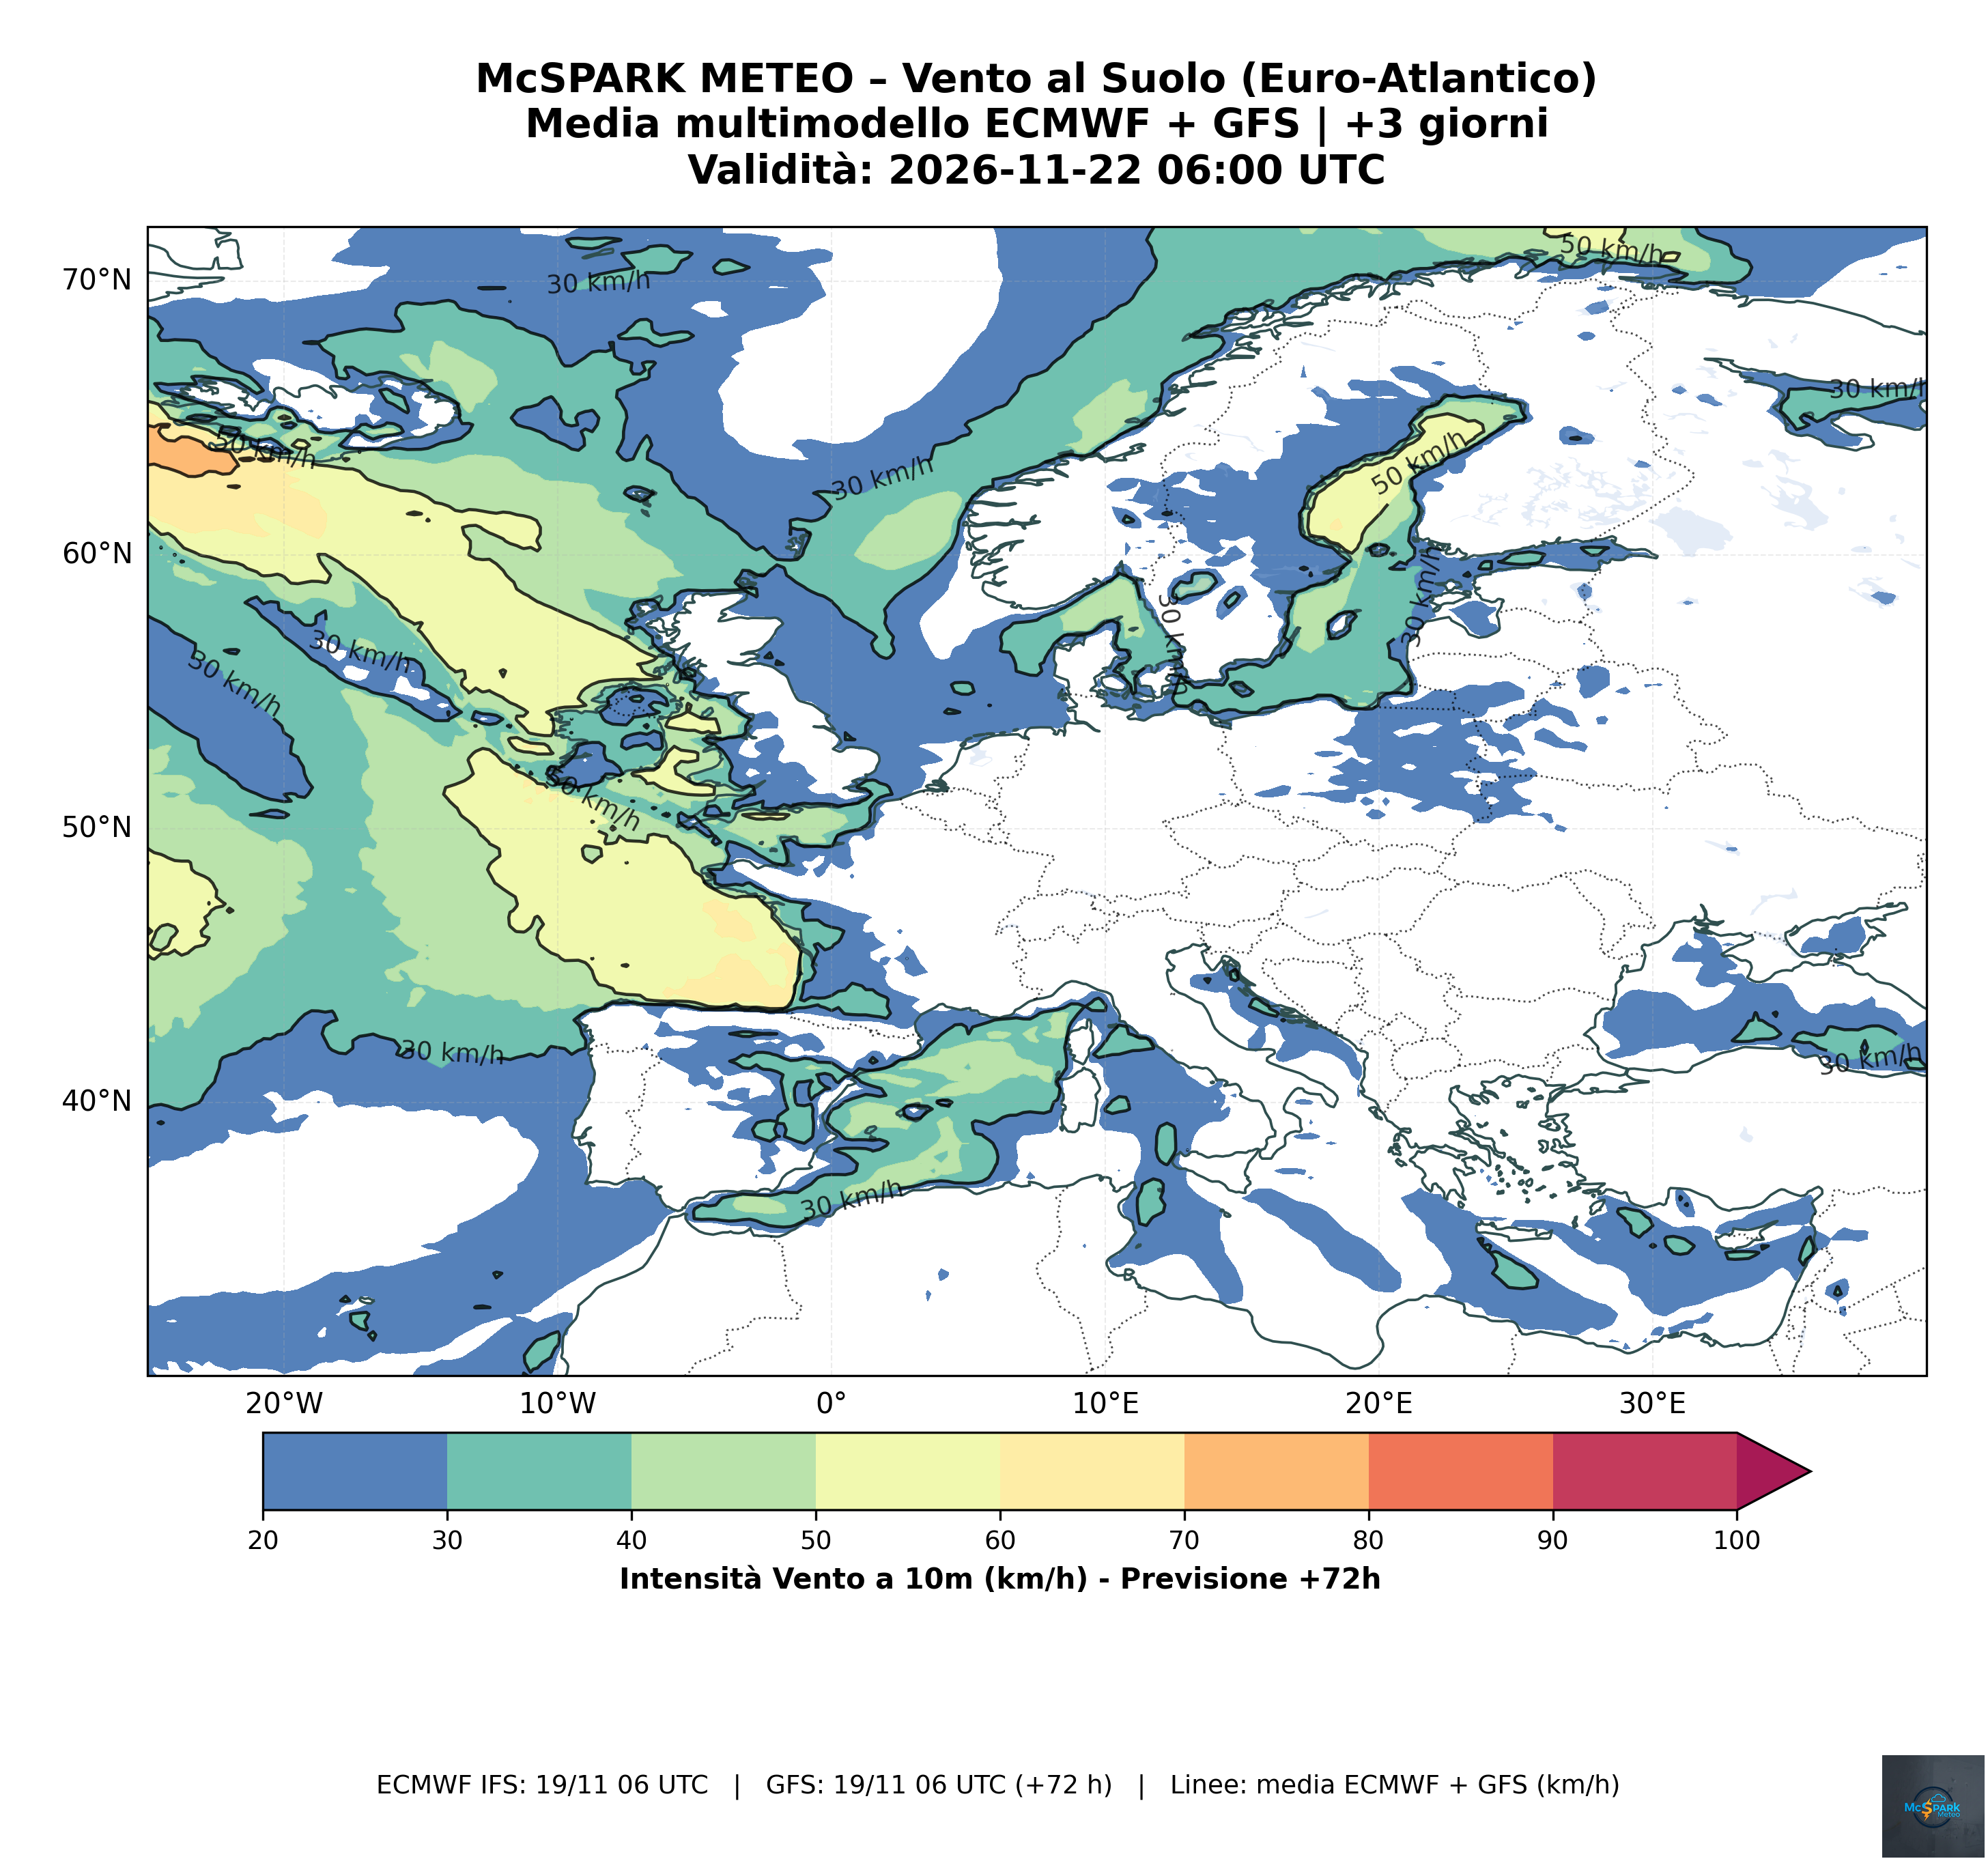 McSPARK METEO – Vento al Suolo (Euro-Atlantico)
Media multimodello ECMWF + GFS | +3 giorni
Validità: 2026-11-22 06:00 UTC
50 km/h
70°N
30 km/h
30 km/h
50 km/h
30 km/h
50 km/h
60°N
30 km/h
30 km/h
30 km/h
30 km/h
50 km/h
50°N
30 km/h
30 km/h
40°N
30 km/h
20°W 10°W 0° 10°E 20°E 30°E
20 30 40 50 60 70 80 90 100
Intensità Vento a 10m (km/h) - Previsione +72h
ECMWF IFS: 19/11 06 UTC | GFS: 19/11 06 UTC (+72 h) | Linee: media ECMWF + GFS (km/h)
McSPARK
Meteo